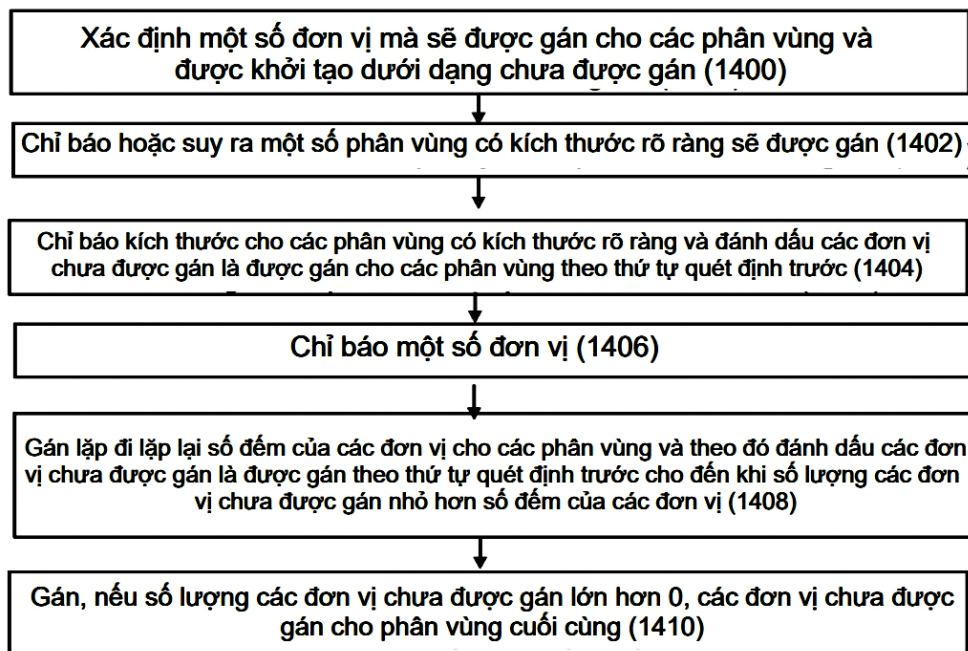 Xác định một số đơn vị mà sẽ được gán cho các phân vùng và
được khởi tạo dưới dạng chưa được gán (1400)
Chỉ báo hoặc suy ra một số phân vùng có kích thước rõ ràng sẽ được gán (1402)
Chỉ báo kích thước cho các phân vùng có kích thước rõ ràng và đánh dấu các đơn vị
chưa được gán là được gán cho các phân vùng theo thứ tự quét định trước (1404)
Chỉ báo một số đơn vị (1406)
Gán lặp đi lặp lại số đếm của các đơn vị cho các phân vùng và theo đó đánh dấu các đơn
vị chưa được gán là được gán theo thứ tự quét định trước cho đến khi số lượng các đơn
vị chưa được gán nhỏ hơn số đếm của các đơn vị (1408)
Gán, nếu số lượng các đơn vị chưa được gán lớn hơn 0, các đơn vị chưa được
gán cho phân vùng cuối cùng (1410)